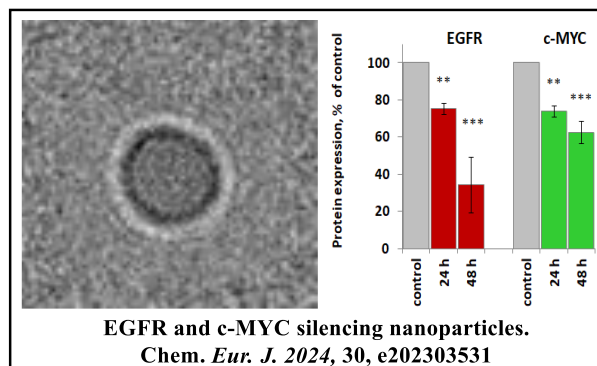 EGFR c-MYC
Protein expression, % of control
100
80
60
40
20
0
** *** ** ***
control 24 h 48 h control 24 h 48 h
EGFR and c-MYC silencing nanoparticles.
Chem. Eur. J. 2024, 30, e202303531